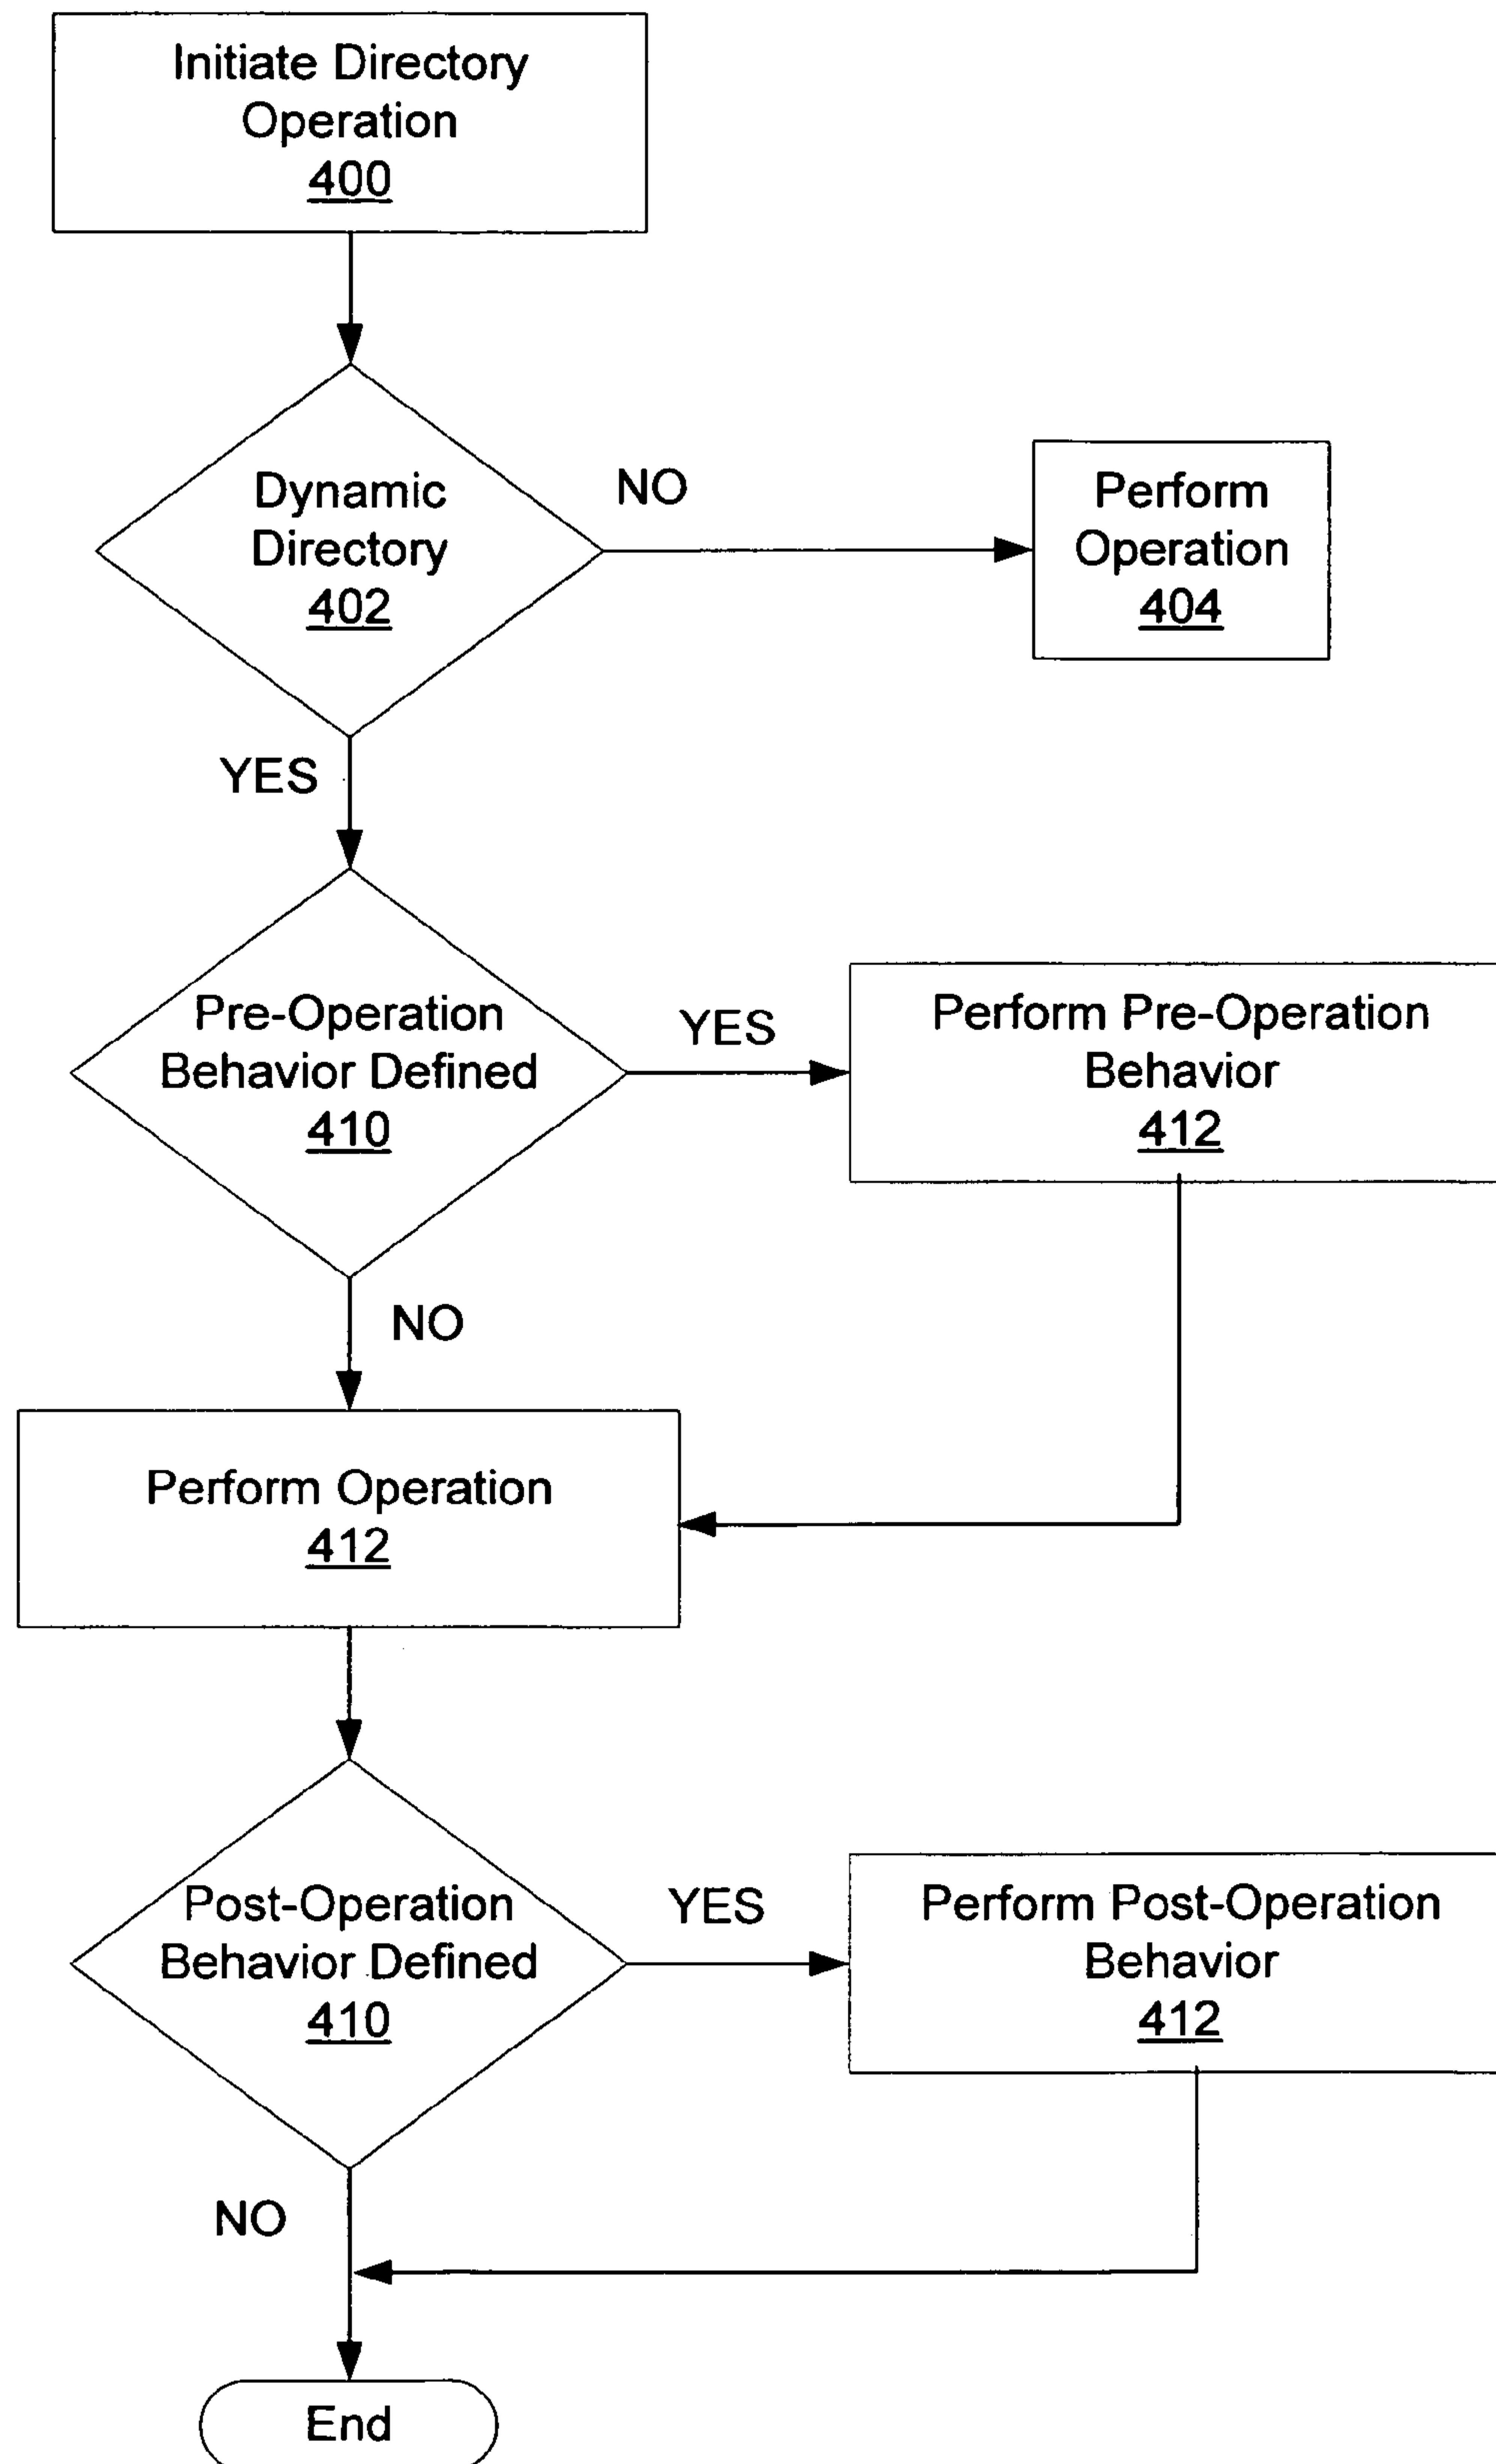 Initiate Directory
Operation
400
Dynamic
Directory
402
NO
Perform
Operation
404
YES
Pre-Operation
Behavior Defined
410
YES
Perform Pre-Operation
Behavior
412
NO
Perform Operation
412
Post-Operation
Behavior Defined
410
YES
Perform Post-Operation
Behavior
412
NO
End